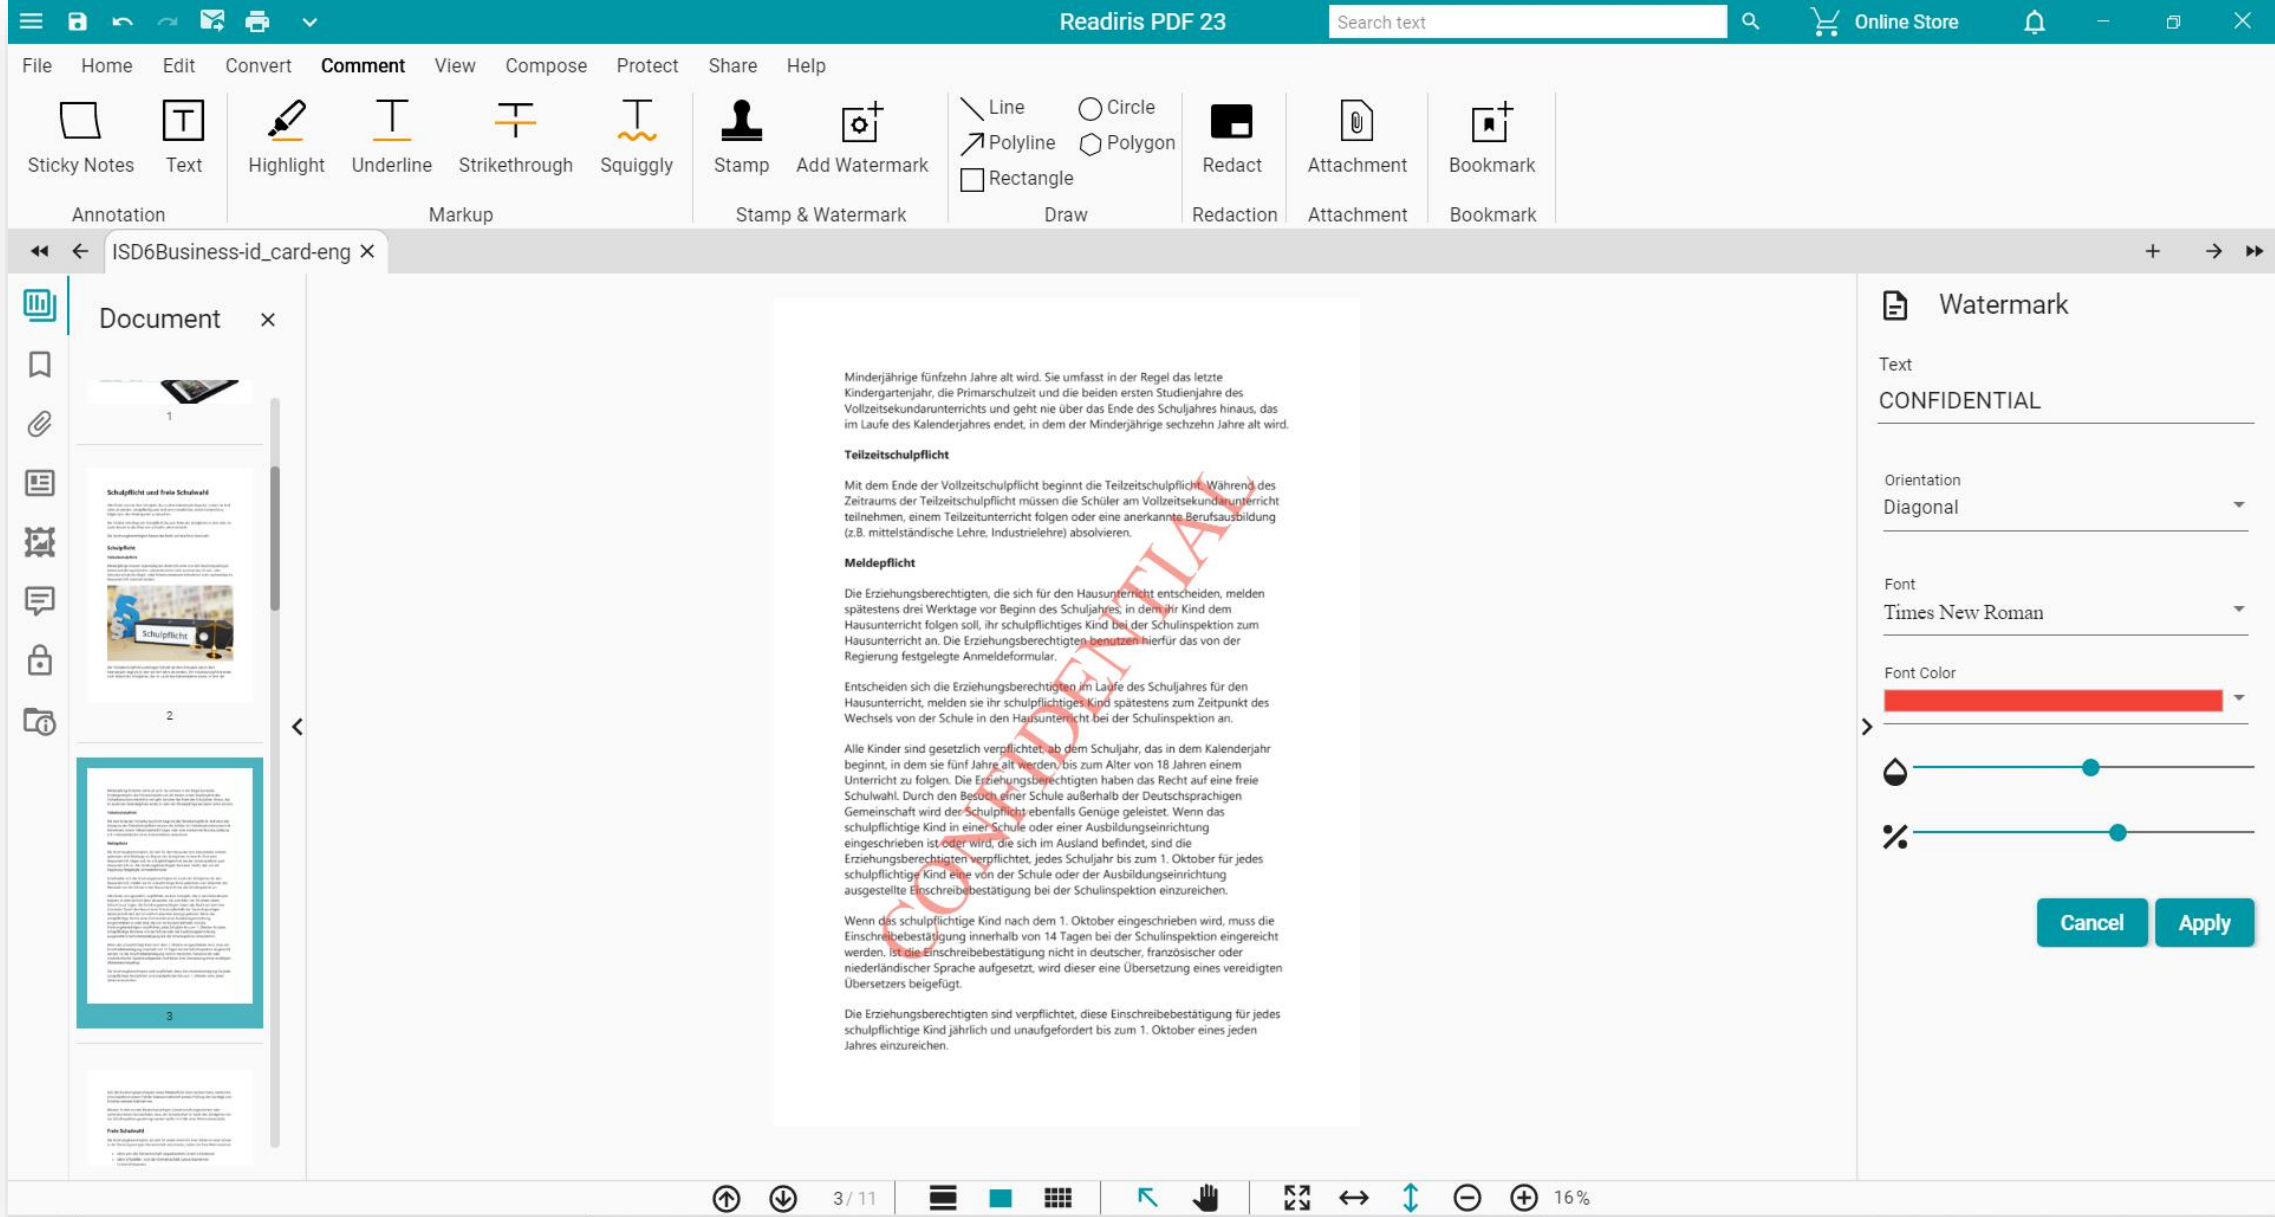 Readiris PDF 23
Search text
Online Store
File Home Edit Convert Comment View Compose Protect Share Help
Sticky Notes Text Highlight Underline Strikethrough Squiggly Stamp Add Watermark Line Circle Polyline Polygon Rectangle Redact Attachment Bookmark
Annotation Markup Stamp & Watermark Draw Redaction Attachment Bookmark
ISD6Business-id_card-eng
Document
1
Schulpflicht und freie Schulwahl
Schulpflicht
Schulpflicht
2
3
Freie Schulwahl
Minderjährige fünfzehn Jahre alt wird. Sie umfasst in der Regel das letzte
Kindergartenjahr, die Primarschulzeit und die beiden ersten Studienjahre des
Vollzeitsekundarunterrichts und geht nie über das Ende des Schuljahres hinaus, das
im Laufe des Kalenderjahres endet, in dem der Minderjährige sechzehn Jahre alt wird.
Teilzeitschulpflicht
Mit dem Ende der Vollzeitschulpflicht beginnt die Teilzeitschulpflicht. Während des
Zeitraums der Teilzeitschulpflicht müssen die Schüler am Vollzeitsekundarunterricht
teilnehmen, einem Teilzeitunterricht folgen oder eine anerkannte Berufsausbildung
(z.B. mittelständische Lehre, Industrielehre) absolvieren.
Meldepflicht
Die Erziehungsberechtigten, die sich für den Hausunterricht entscheiden, melden
spätestens drei Werktage vor Beginn des Schuljahres, in dem ihr Kind dem
Hausunterricht folgen soll, ihr schulpflichtiges Kind bei der Schulinspektion zum
Hausunterricht an. Die Erziehungsberechtigten benutzen hierfür das von der
Regierung festgelegte Anmeldeformular.
Entscheiden sich die Erziehungsberechtigten im Laufe des Schuljahres für den
Hausunterricht, melden sie ihr schulpflichtiges Kind spätestens zum Zeitpunkt des
Wechsels von der Schule in den Hausunterricht bei der Schulinspektion an.
Alle Kinder sind gesetzlich verpflichtet, ab dem Schuljahr, das in dem Kalenderjahr
beginnt, in dem sie fünf Jahre alt werden, bis zum Alter von 18 Jahren einem
Unterricht zu folgen. Die Erziehungsberechtigten haben das Recht auf eine freie
Schulwahl. Durch den Besuch einer Schule außerhalb der Deutschsprachigen
Gemeinschaft wird der Schulpflicht ebenfalls Genüge geleistet. Wenn das
schulpflichtige Kind in einer Schule oder einer Ausbildungseinrichtung
eingeschrieben ist oder wird, die sich im Ausland befindet, sind die
Erziehungsberechtigten verpflichtet, jedes Schuljahr bis zum 1. Oktober für jedes
schulpflichtige Kind eine von der Schule oder der Ausbildungseinrichtung
ausgestellte Einschreibebestätigung bei der Schulinspektion einzureichen.
Wenn das schulpflichtige Kind nach dem 1. Oktober eingeschrieben wird, muss die
Einschreibebestätigung innerhalb von 14 Tagen bei der Schulinspektion eingereicht
werden. Ist die Einschreibebestätigung nicht in deutscher, französischer oder
niederländischer Sprache aufgesetzt, wird dieser eine Übersetzung eines vereidigten
Übersetzers beigefügt.
Die Erziehungsberechtigten sind verpflichtet, diese Einschreibebestätigung für jedes
schulpflichtige Kind jährlich und unaufgefordert bis zum 1. Oktober eines jeden
Jahres einzureichen.
CONFIDENTIAL
Watermark
Text
CONFIDENTIAL
Orientation
Diagonal
Font
Times New Roman
Font Color
Cancel Apply
3 / 11
16%